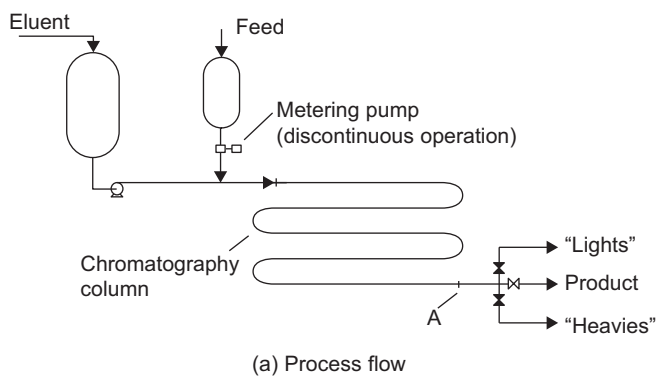 Eluent
Feed
Metering pump
(discontinuous operation)
Chromatography
column
A
“Lights”
Product
“Heavies”
(a) Process flow